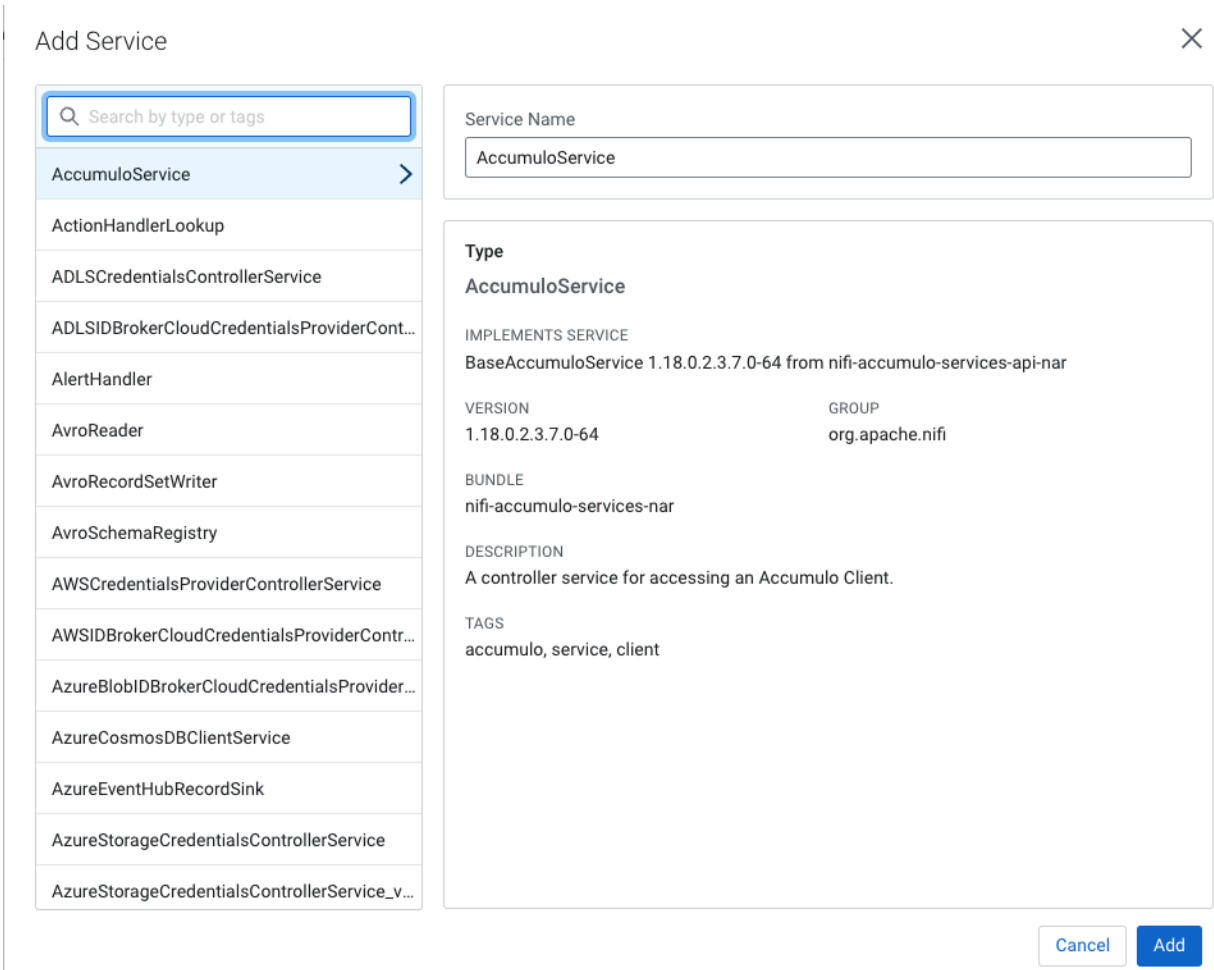 Add Service
Search by type or tags
AccumuloService
ActionHandlerLookup
ADLSCredentialsControllerService
ADLSIDBrokerCloudCredentialsProviderCont...
AlertHandler
AvroReader
AvroRecordSetWriter
AvroSchemaRegistry
AWSCredentialsProviderControllerService
AWSIDBrokerCloudCredentialsProviderContr...
AzureBlobIDBrokerCloudCredentialsProvider...
AzureCosmosDBClientService
AzureEventHubRecordSink
AzureStorageCredentialsControllerService
AzureStorageCredentialsControllerService_v...
Service Name
AccumuloService
Type
AccumuloService
IMPLEMENTS SERVICE
BaseAccumuloService 1.18.0.2.3.7.0-64 from nifi-accumulo-services-api-nar
VERSION GROUP
1.18.0.2.3.7.0-64 org.apache.nifi
BUNDLE
nifi-accumulo-services-nar
DESCRIPTION
A controller service for accessing an Accumulo Client.
TAGS
accumulo, service, client
Cancel Add